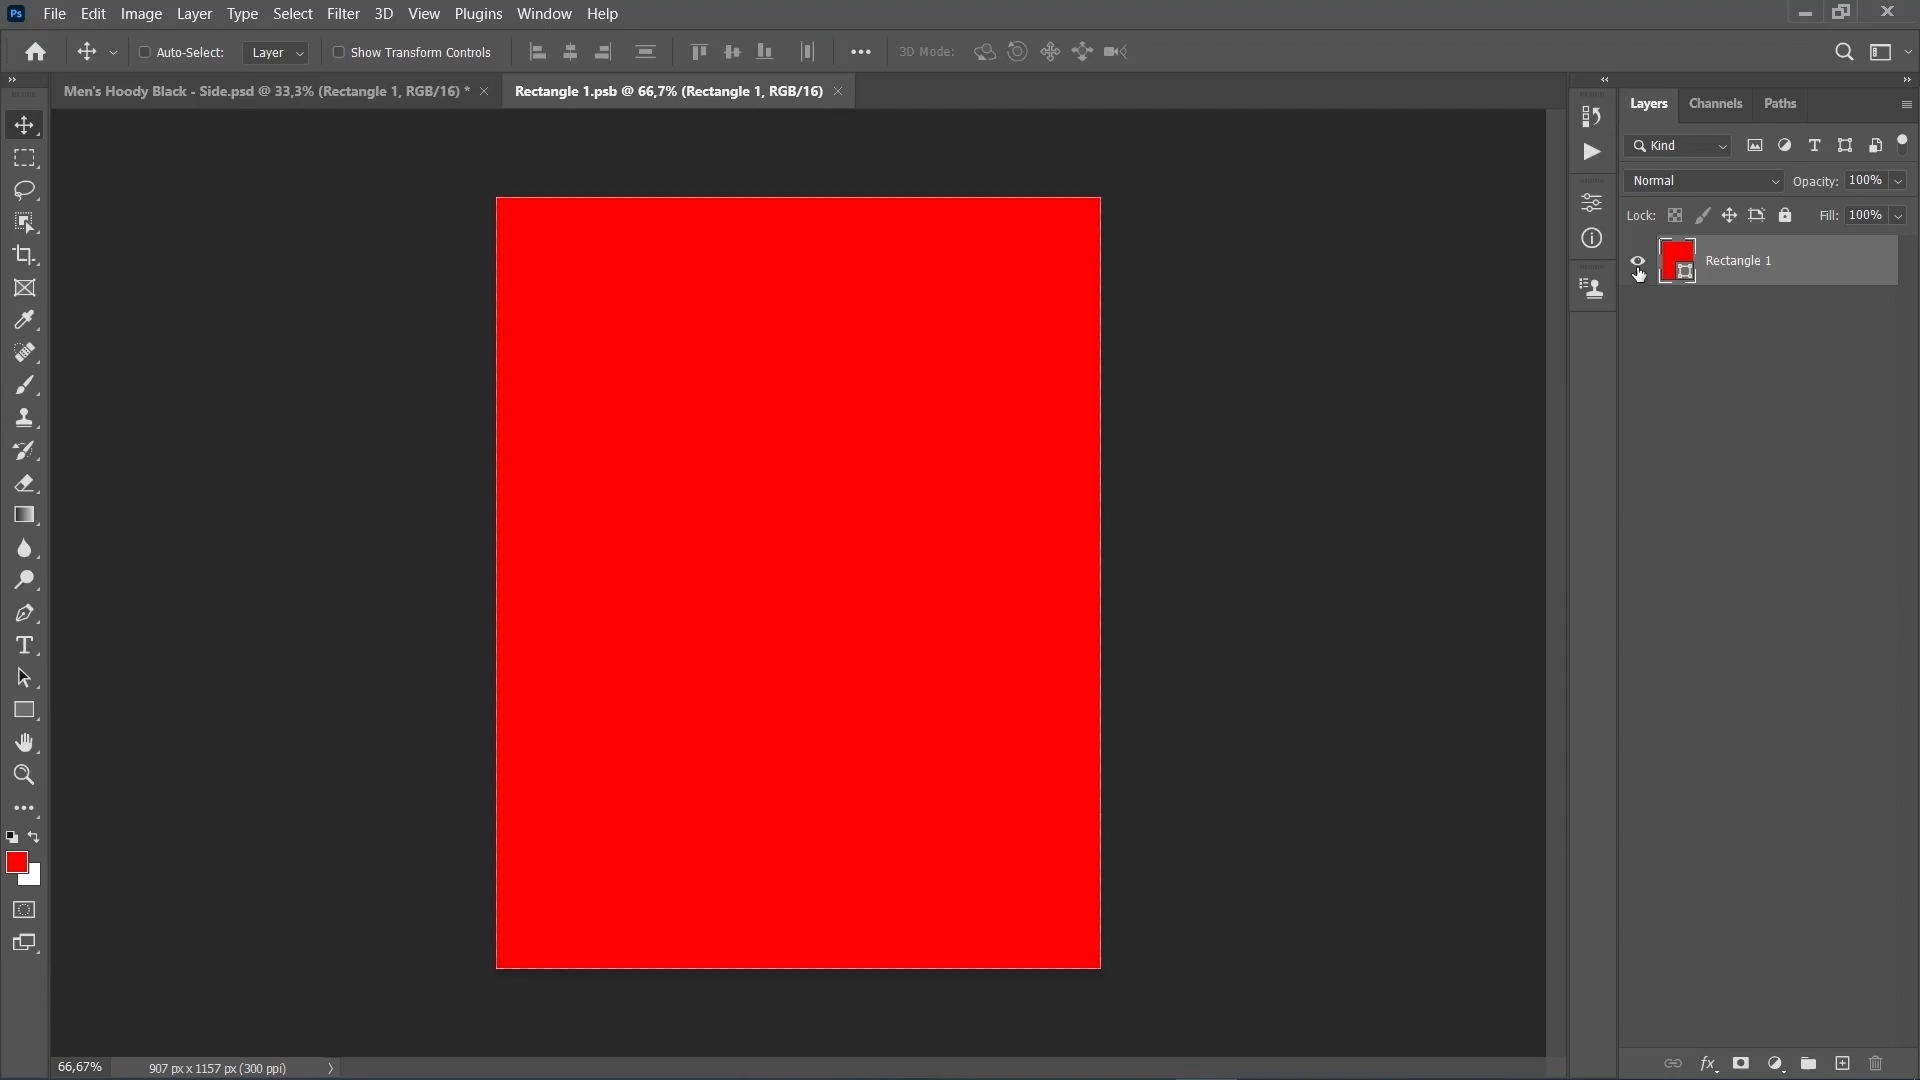 Ps File Edit Image Layer Type Select Filter 3D View Plugins Window Help
Auto-Select: Layer Show Transform Controls 3D Mode:
Men's Hoody Black - Side.psd @ 33,3% (Rectangle 1, RGB/16) * Rectangle 1.psb @ 66,7% (Rectangle 1, RGB/16)
Layers Channels Paths
Kind
Normal Opacity: 100%
Lock: Fill: 100%
Rectangle 1
66,67% 907 px x 1157 px (300 ppi)